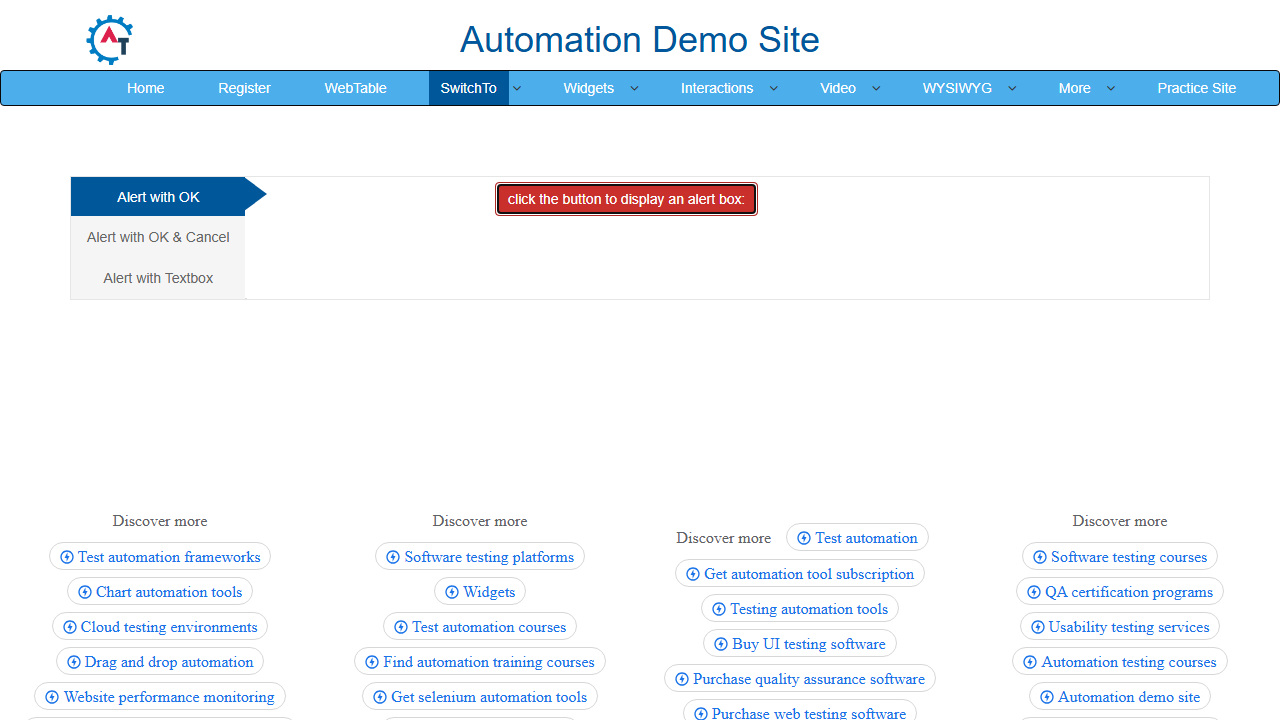 AT
Automation Demo Site
Home Register WebTable SwitchTo Widgets Interactions Video WYSIWYG More Practice Site
Alert with OK
click the button to display an alert box:
Alert with OK & Cancel
Alert with Textbox
Discover more
Test automation frameworks
Chart automation tools
Cloud testing environments
Drag and drop automation
Website performance monitoring
Discover more
Software testing platforms
Widgets
Test automation courses
Find automation training courses
Get selenium automation tools
Discover more Test automation
Get automation tool subscription
Testing automation tools
Buy UI testing software
Purchase quality assurance software
Purchase web testing software
Discover more
Software testing courses
QA certification programs
Usability testing services
Automation testing courses
Automation demo site